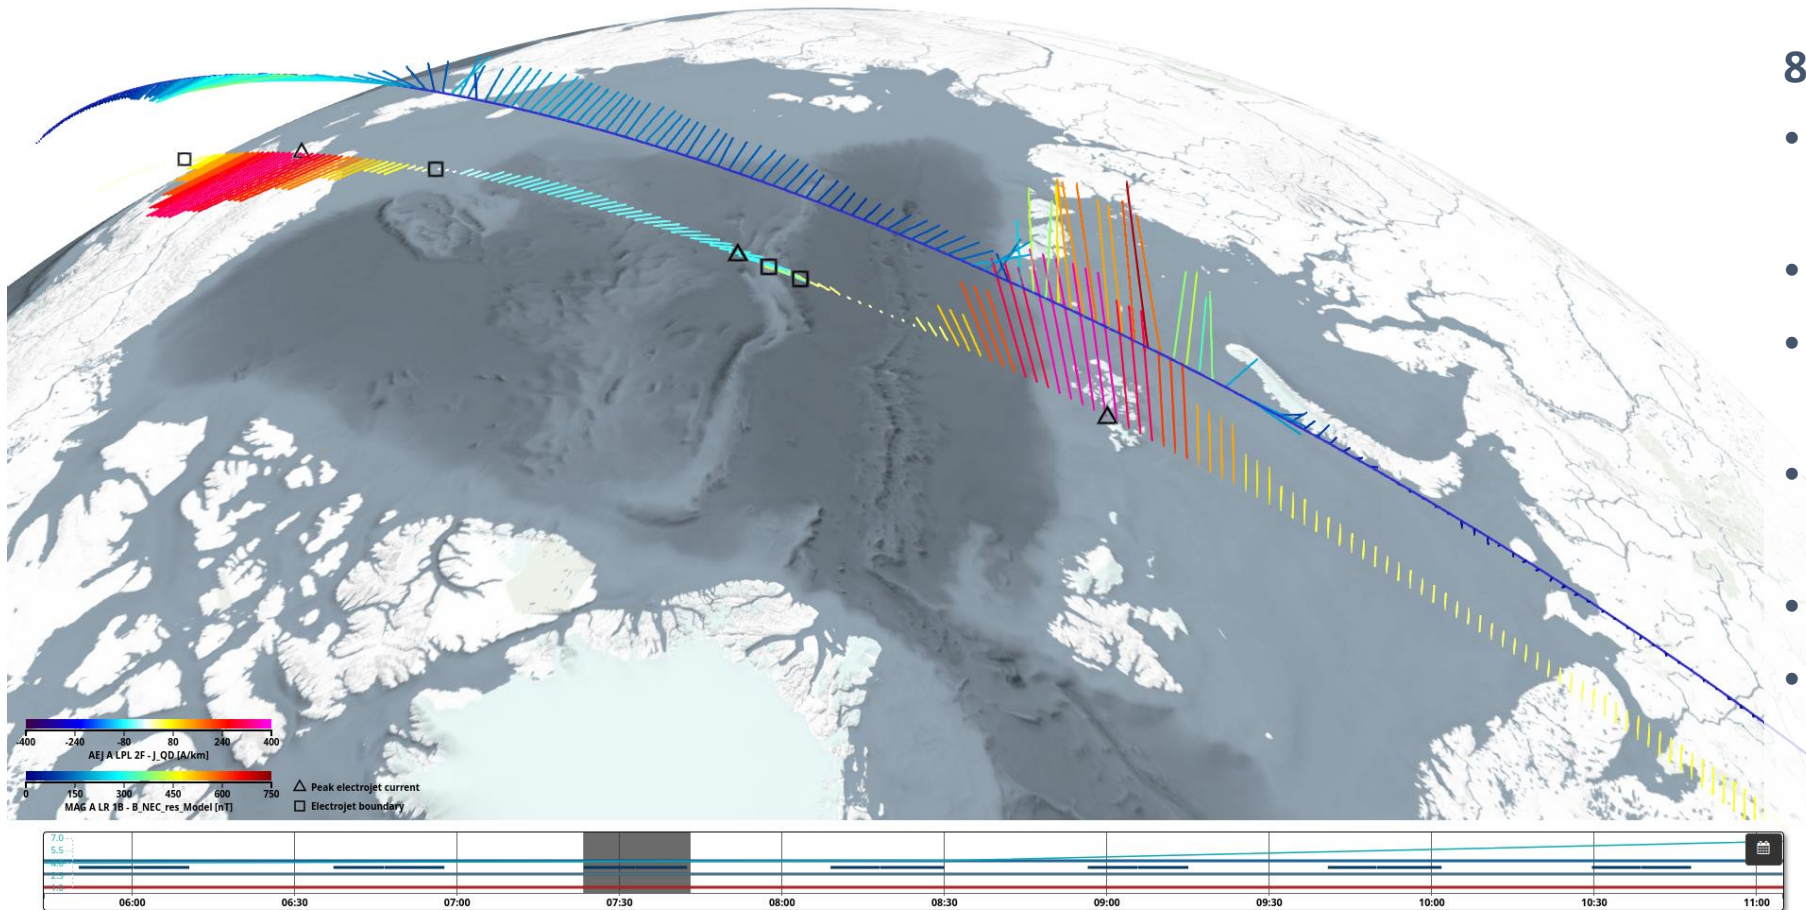 8
-400 -240 -80 80 240 400
AEJ A LPL 2F - J_QD [A/km]
0 150 300 450 600 750
MAG A LR 1B - B_NEC_res_Model [nT]
Peak electrojet current
Electrojet boundary
7.0
5.5
06:00 06:30 07:00 07:30 08:00 08:30 09:00 09:30 10:00 10:30 11:00